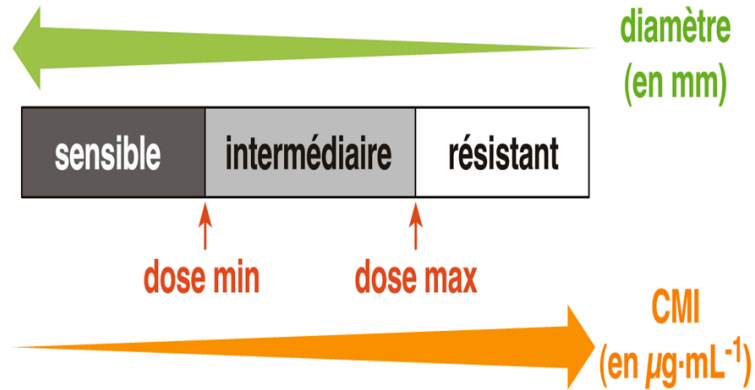 diamètre
(en mm)
sensible
intermédiaire
résistant
dose min
dose max
CMI
(en µg·mL⁻¹)